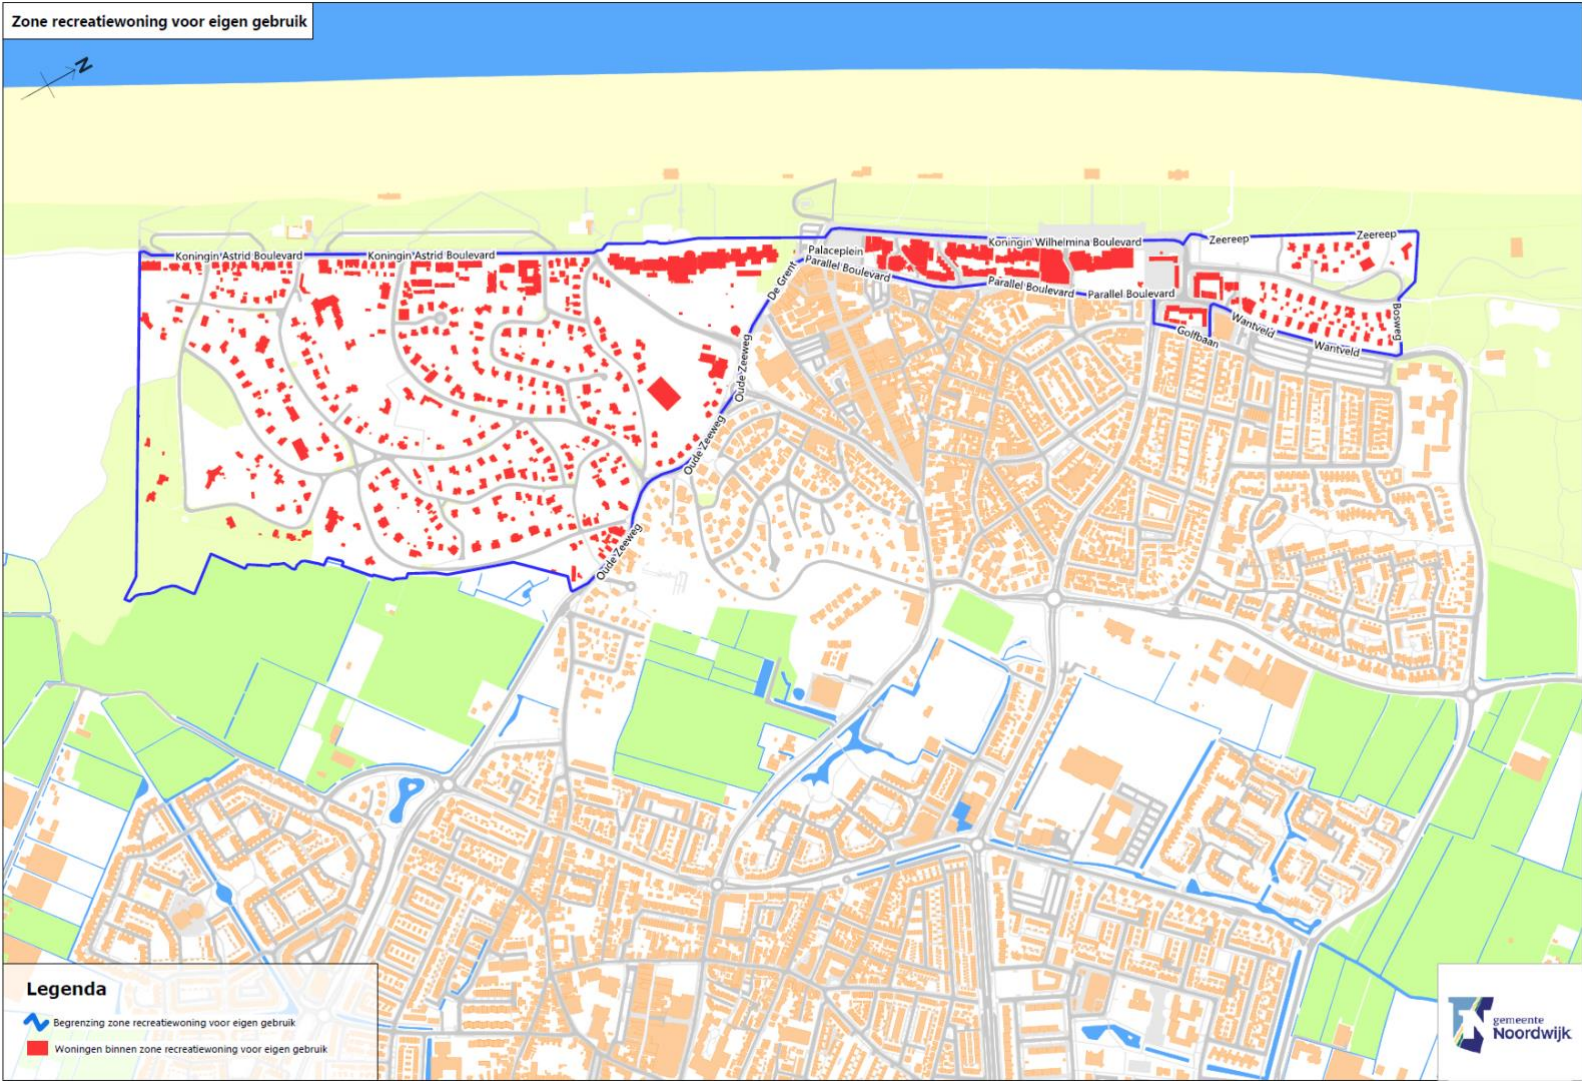 Zone recreatiewoning voor eigen gebruik
N
Koningin Astrid Boulevard
Koningin Astrid Boulevard
Palaceplein
Koningin Wilhelmina Boulevard
Zeereep
Zeereep
De Grent
Parallel Boulevard
Parallel Boulevard
Parallel Boulevard
Golfbaan
Wantveld
Wantveld
Bosweg
Oude Zeeweg
Oude Zeeweg
Oude Zeeweg
Legenda
Begrenzing zone recreatiewoning voor eigen gebruik
Woningen binnen zone recreatiewoning voor eigen gebruik
gemeente
Noordwijk